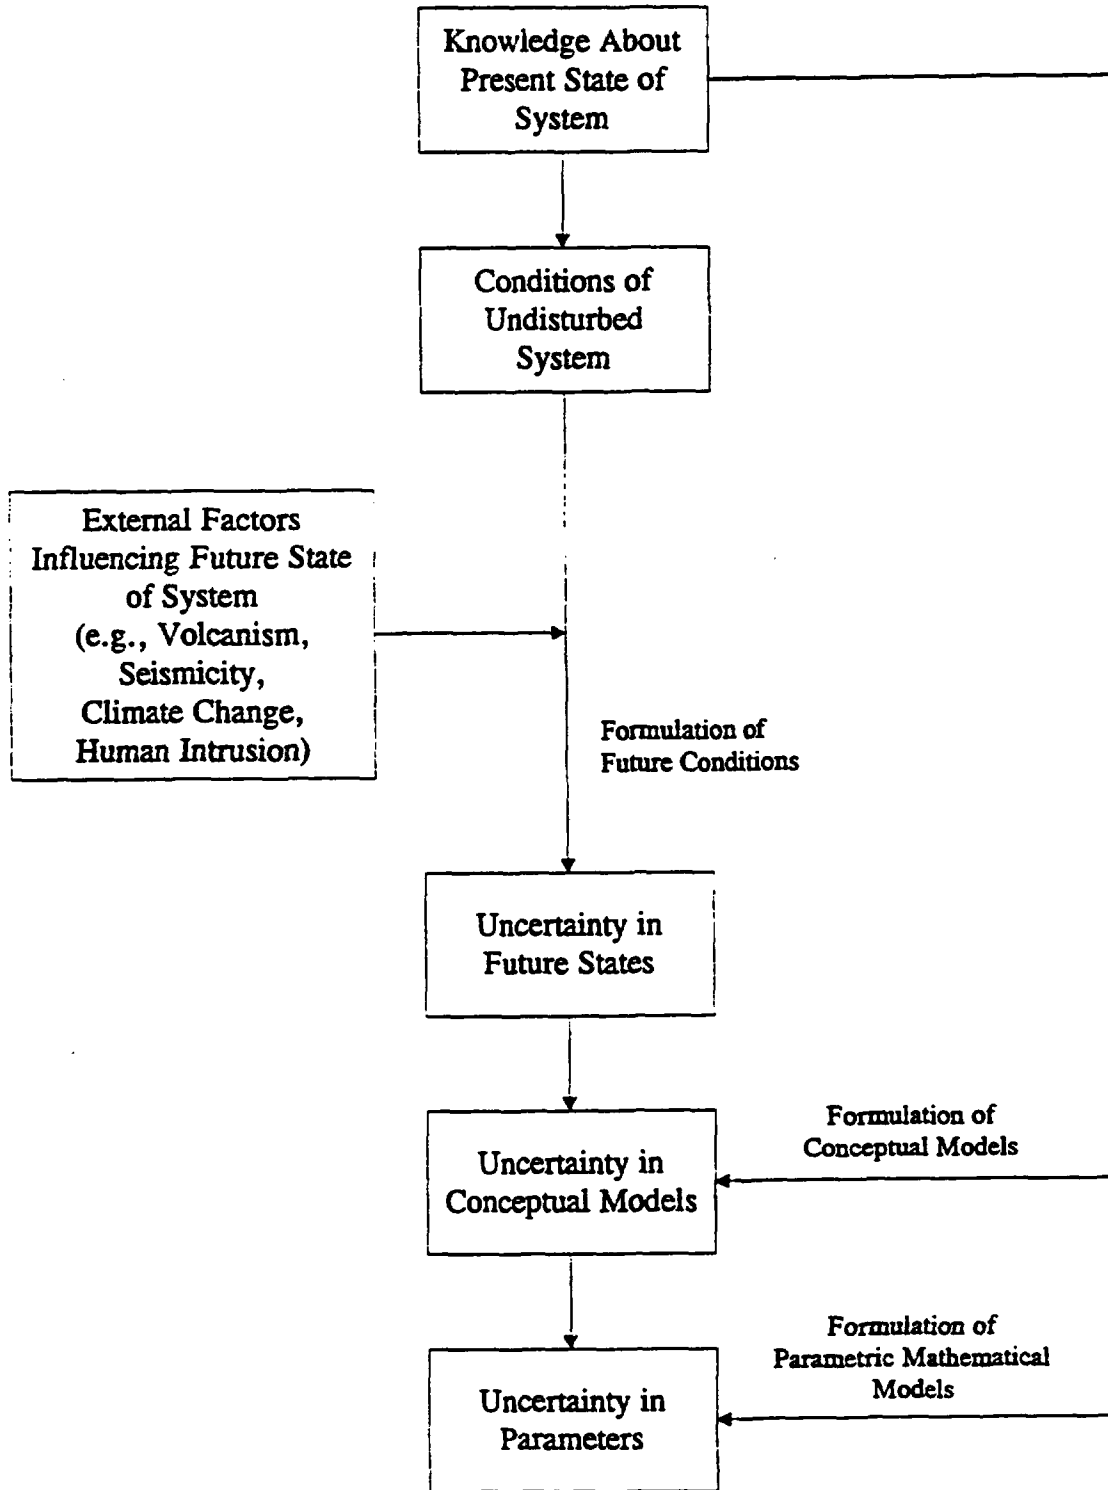 Knowledge About
Present State of
System
Conditions of
Undisturbed
System
External Factors
Influencing Future State
of System
(e.g., Volcanism,
Seismicity,
Climate Change,
Human Intrusion)
Formulation of
Future Conditions
Uncertainty in
Future States
Formulation of
Conceptual Models
Uncertainty in
Conceptual Models
Formulation of
Parametric Mathematical
Models
Uncertainty in
Parameters